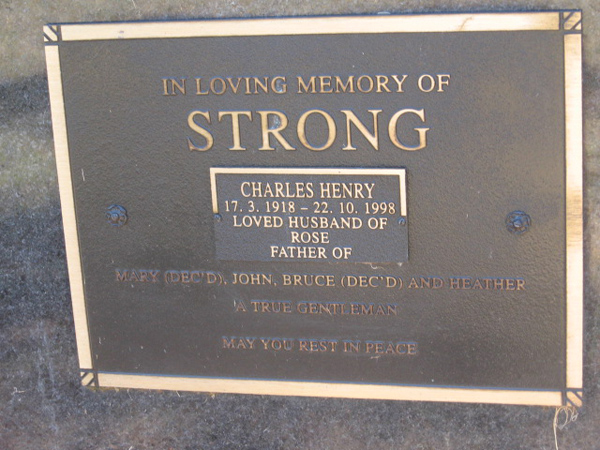 IN LOVING MEMORY OF
STRONG
CHARLES HENRY
17. 3. 1918 – 22. 10. 1998
LOVED HUSBAND OF
ROSE
FATHER OF
MARY (DEC'D), JOHN, BRUCE (DEC'D) AND HEATHER
A TRUE GENTLEMAN
MAY YOU REST IN PEACE